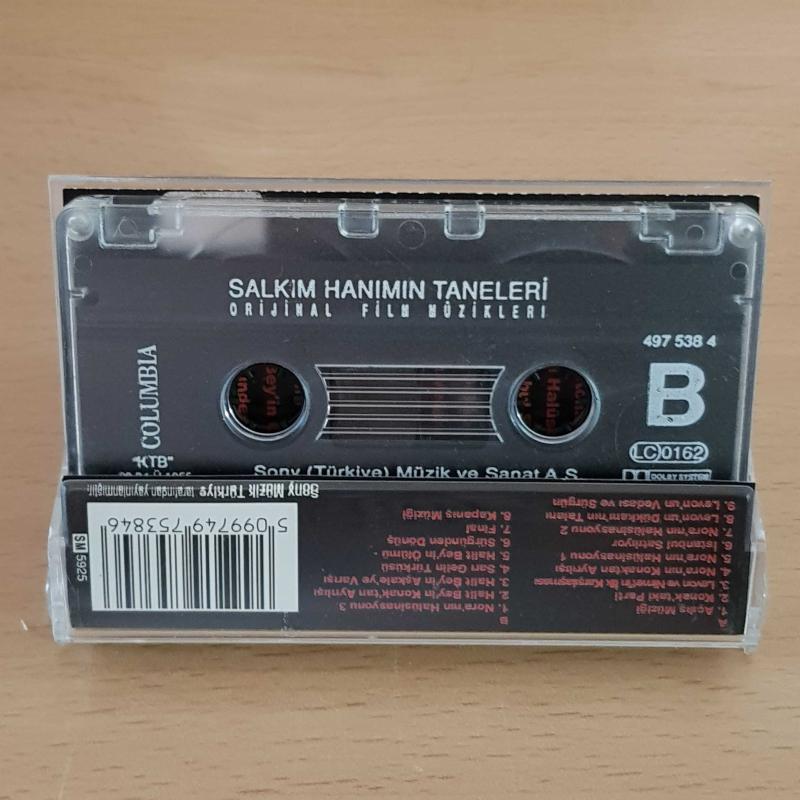 SALKIM HANIMIN TANELERİ
ORİJİNAL FİLM MÜZİKLERİ
497 538 4
B
COLUMBIA
"KTB"
LC 0162
DOLBY SYSTEM
Sony (Türkiye) Müzik ve Sanat A.Ş.
A
1. Açılış Müziği
2. Konak'taki Parti
3. Levon ve Nimet'in İlk Karşılaşması
4. Nora'nın Konaktan Ayrılışı
5. Nora'nın Halüsinasyonu 1
6. İstanbul Satılıyor
7. Nora'nın Halüsinasyonu 2
8. Levon'un Dükkanı'nın Talanı
9. Levon'un Vedası ve Sürgün
B
1. Nora'nın Halüsinasyonu 3
2. Halit Bey'in Konak'tan Ayrılışı
3. Halit Bey'in Aşkale'ye Varışı
4. Sarı Gelin Türküsü
5. Halit Bey'in Ölümü
6. Sürgünden Dönüş
7. Final
8. Kapanış Müziği
5 099749 753846
SM 5925
Sony Müzik Türkiye tarafından yayınlanmıştır.